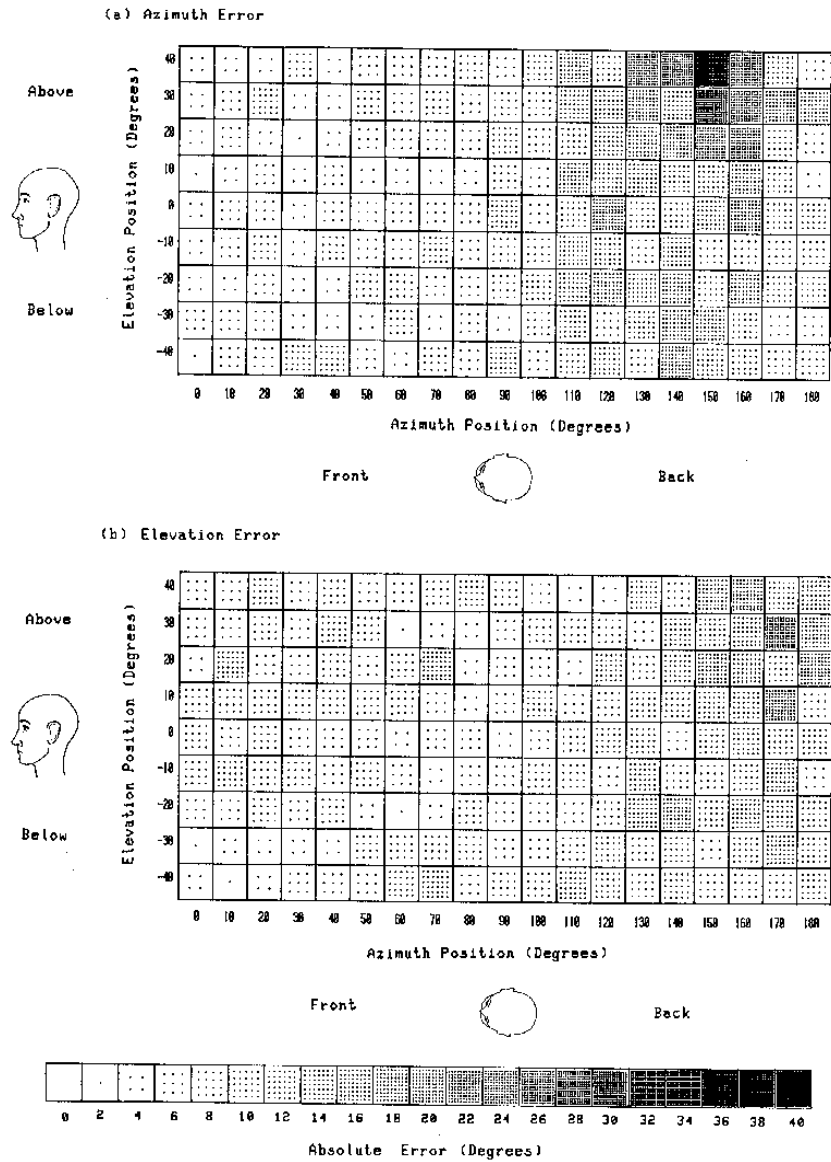 (a) Azimuth Error
Above
Below
Elevation Position (Degrees)
40
30
20
10
0
-10
-20
-30
-40
0 10 20 30 40 50 60 70 80 90 100 110 120 130 140 150 160 170 180
Azimuth Position (Degrees)
Front Back
(b) Elevation Error
Above
Below
Elevation Position (Degrees)
40
30
20
10
0
-10
-20
-30
-40
0 10 20 30 40 50 60 70 80 90 100 110 120 130 140 150 160 170 180
Azimuth Position (Degrees)
Front Back
0 2 4 6 8 10 12 14 16 18 20 22 24 26 28 30 32 34 36 38 40
Absolute Error (Degrees)